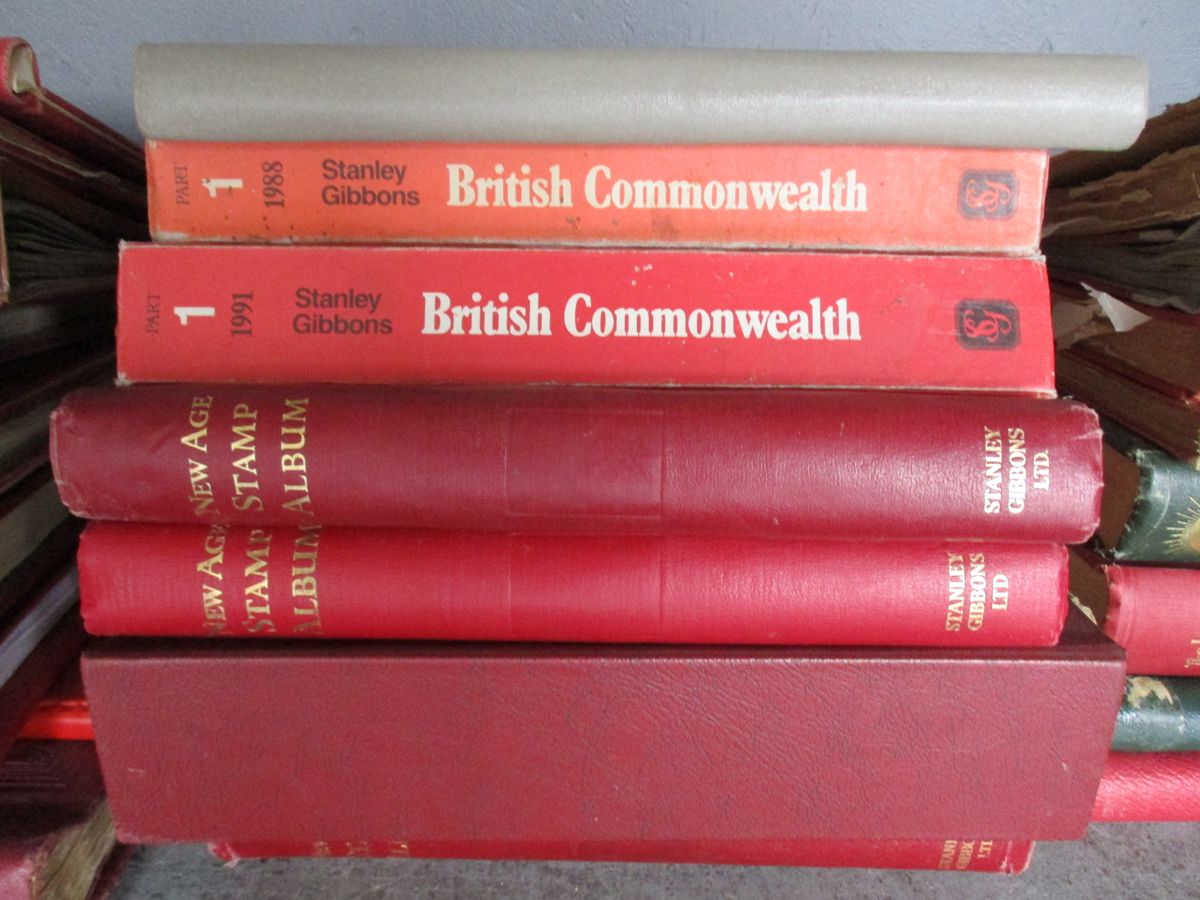 PART
1
1988
Stanley
Gibbons
British Commonwealth
SG
PART
1
1991
Stanley
Gibbons
British Commonwealth
SG
NEW AGE
STAMP
ALBUM
STANLEY
GIBBONS
LTD.
NEW AGE
STAMP
ALBUM
STANLEY
GIBBONS
LTD
GIBBONS